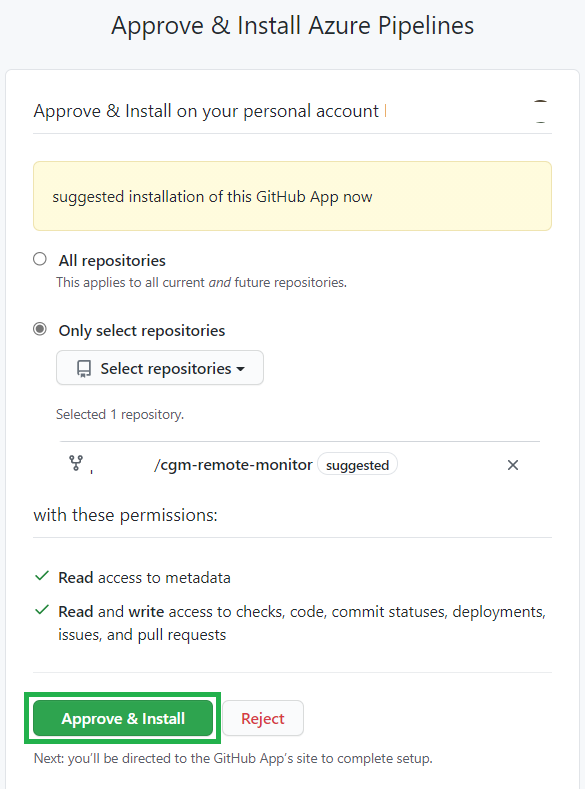 Approve & Install Azure Pipelines
Approve & Install on your personal account
suggested installation of this GitHub App now
All repositories
This applies to all current and future repositories.
Only select repositories
Select repositories
Selected 1 repository.
/cgm-remote-monitor suggested
with these permissions:
Read access to metadata
Read and write access to checks, code, commit statuses, deployments,
issues, and pull requests
Approve & Install Reject
Next: you'll be directed to the GitHub App's site to complete setup.